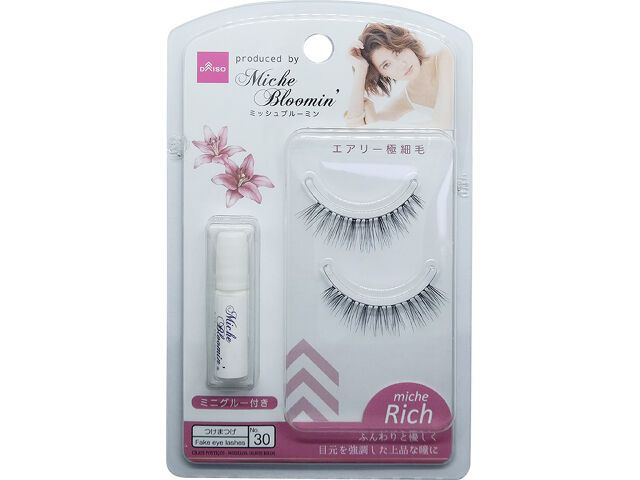 DAISO
produced by
Miche
Bloomin'
ミッシュブルーミン
エアリー極細毛
Miche
Bloomin'
ミニグルー付き
つけまつげ
Fake eye lashes
No.
30
miche
Rich
ふんわりと優しく
目元を強調した上品な瞳に